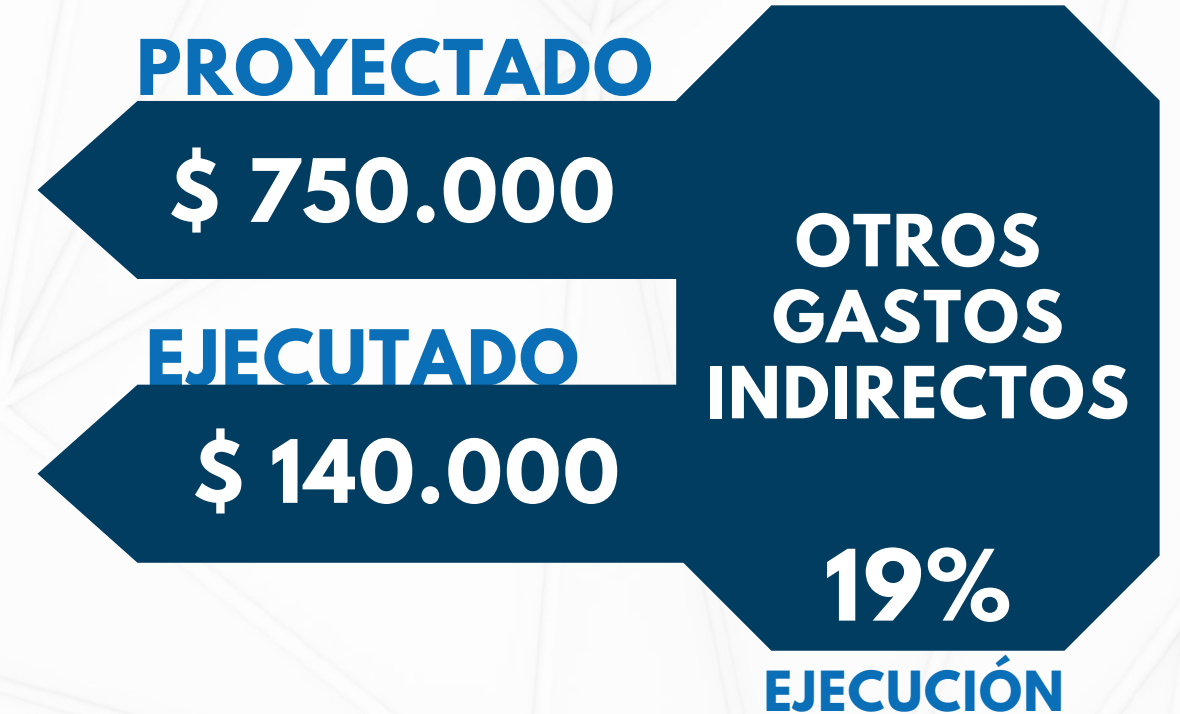 PROYECTADO
$ 750.000
EJECUTADO
$ 140.000
OTROS
GASTOS
INDIRECTOS
19%
EJECUCIÓN